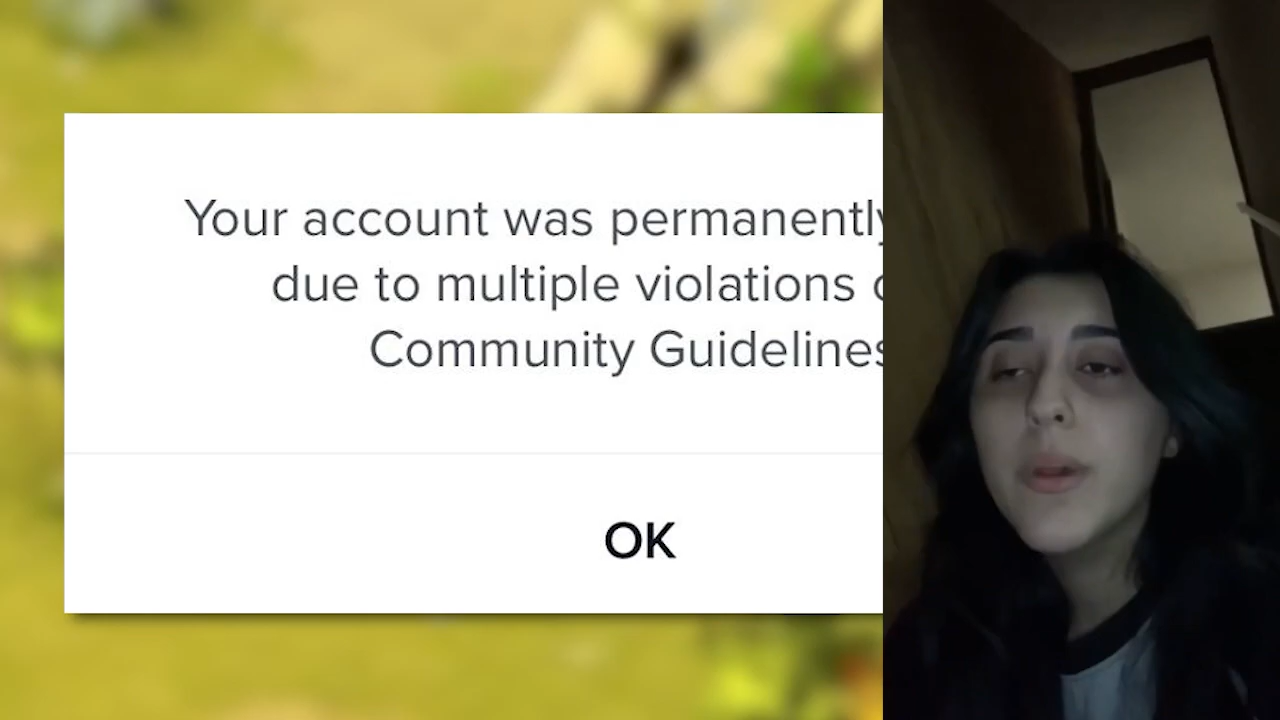 Your account was permanently
due to multiple violations
Community Guidelines
OK